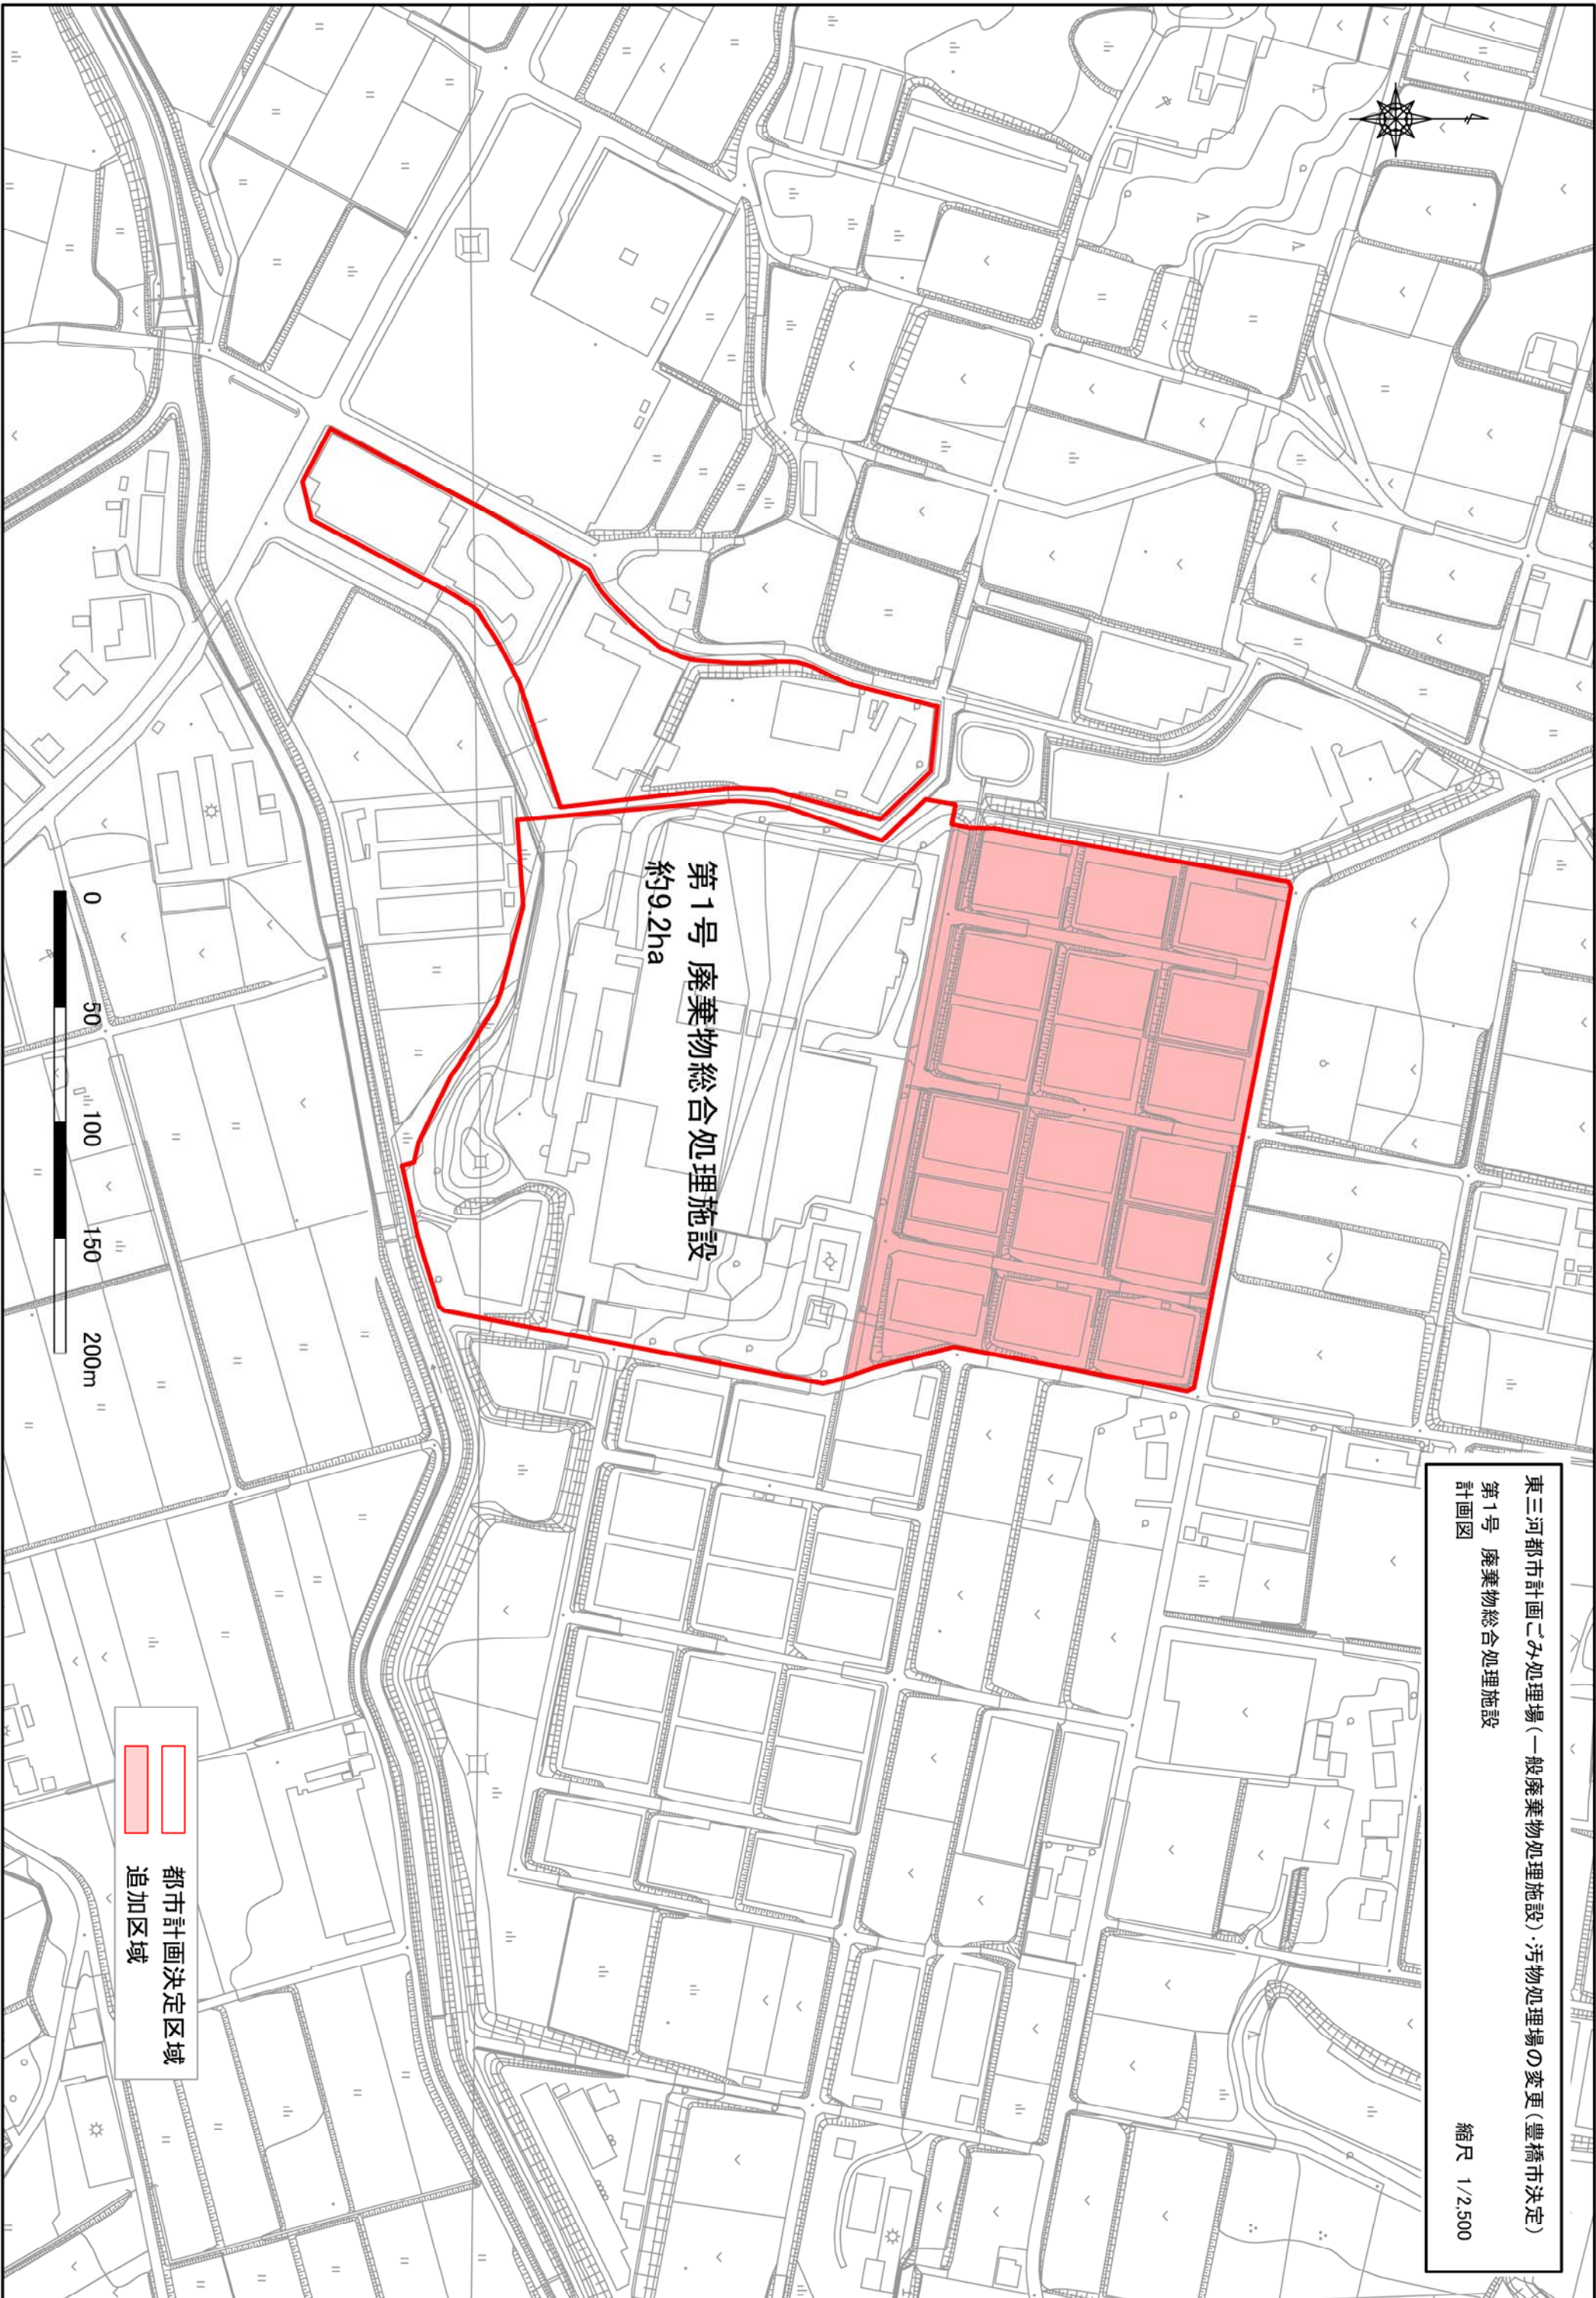 東三河都市計画ごみ処理場(一般廃棄物処理施設)・汚物処理場の変更(豊橋市決定)
第1号 廃棄物総合処理施設
計画図
縮尺 1/2,500
第1号 廃棄物総合処理施設
約9.2ha
0 50 100 150 200m
都市計画決定区域
追加区域